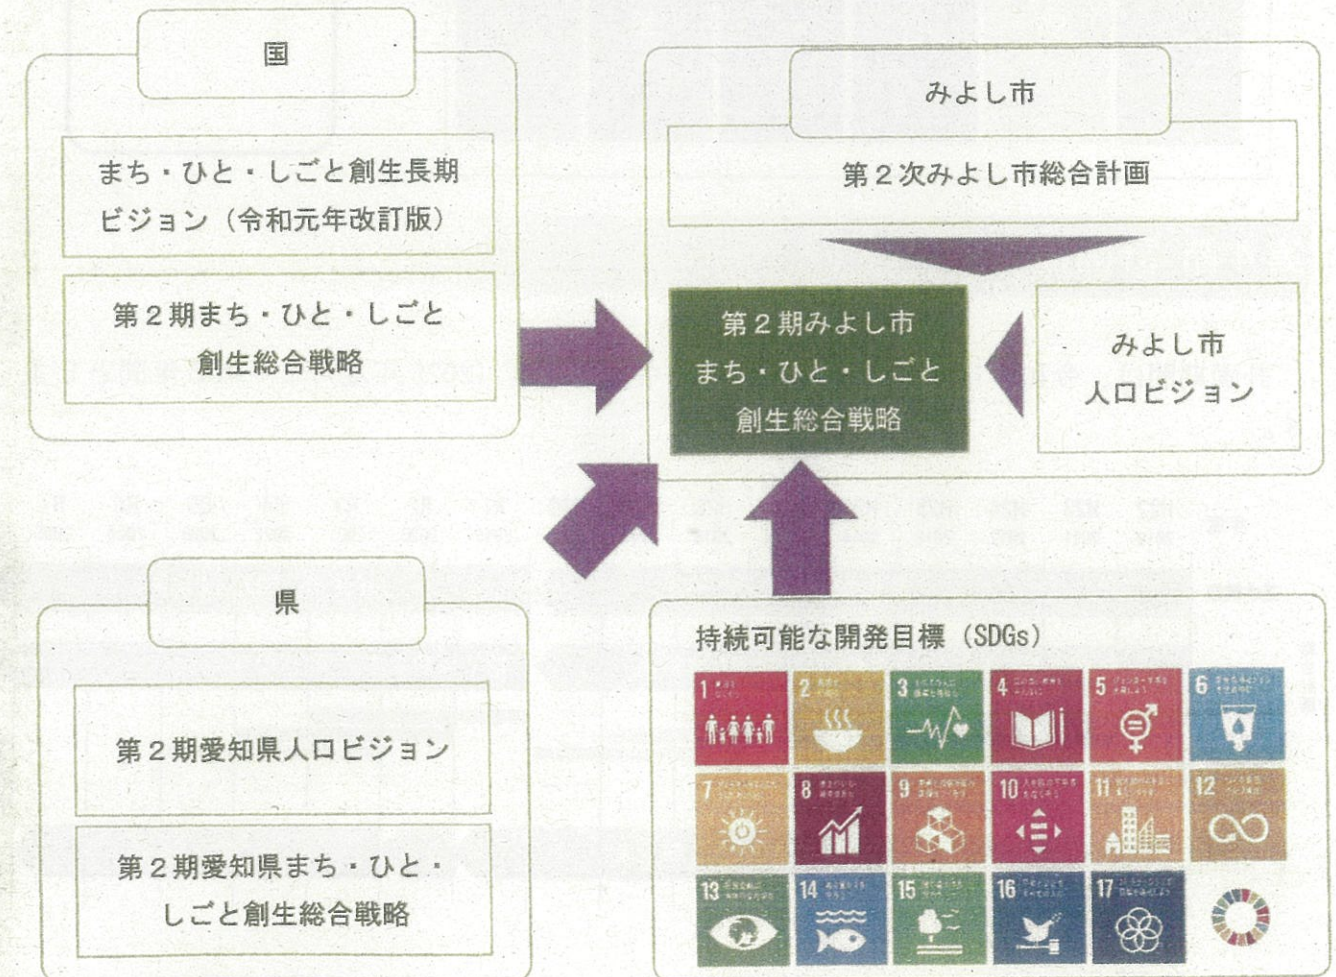 国
まち・ひと・しごと創生長期
ビジョン（令和元年改訂版）
第２期まち・ひと・しごと
創生総合戦略
みよし市
第２次みよし市総合計画
第２期みよし市
まち・ひと・しごと
創生総合戦略
みよし市
人口ビジョン
県
第２期愛知県人口ビジョン
第２期愛知県まち・ひと・
しごと創生総合戦略
持続可能な開発目標（SDGs）
1
2
3
4
5
6
7
8
9
10
11
12
13
14
15
16
17